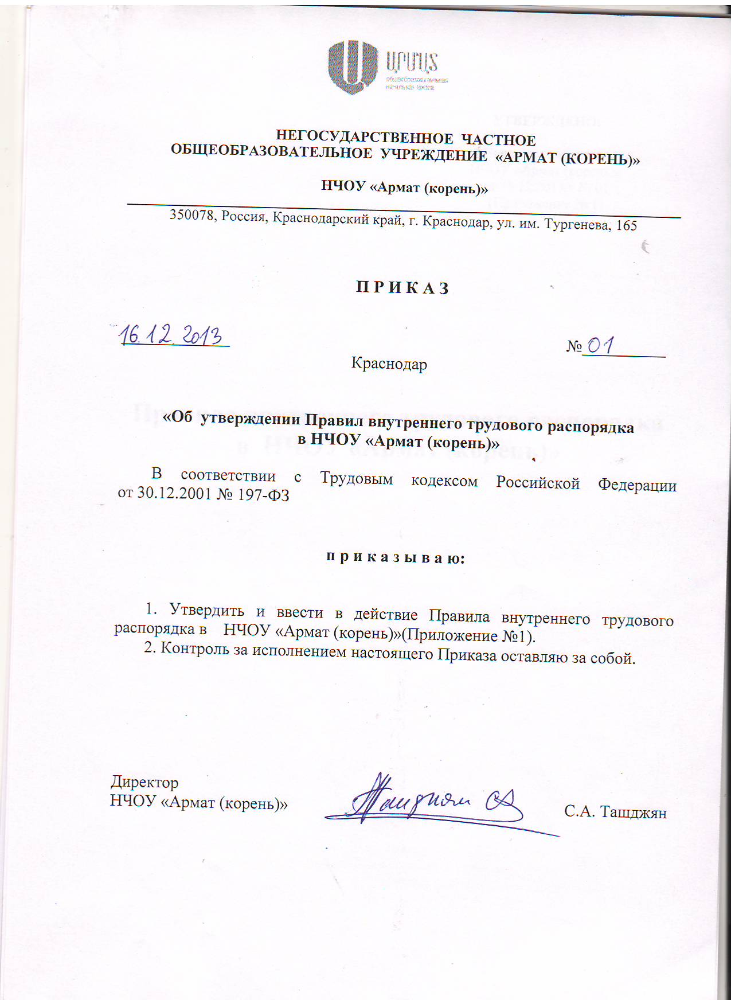 ԱՐՄԱՏ
общеобразовательная
начальная школа
НЕГОСУДАРСТВЕННОЕ ЧАСТНОЕ
ОБЩЕОБРАЗОВАТЕЛЬНОЕ УЧРЕЖДЕНИЕ «АРМАТ (КОРЕНЬ)»
НЧОУ «Армат (корень)»
350078, Россия, Краснодарский край, г. Краснодар, ул. им. Тургенева, 165
П Р И К А З
16.12.2013 № 01
Краснодар
«Об утверждении Правил внутреннего трудового распорядка
в НЧОУ «Армат (корень)»
В соответствии с Трудовым кодексом Российской Федерации
от 30.12.2001 № 197-ФЗ
п р и к а з ы в а ю:
1. Утвердить и ввести в действие Правила внутреннего трудового
распорядка в НЧОУ «Армат (корень)»(Приложение №1).
2. Контроль за исполнением настоящего Приказа оставляю за собой.
Директор
НЧОУ «Армат (корень)»
С.А. Ташджян